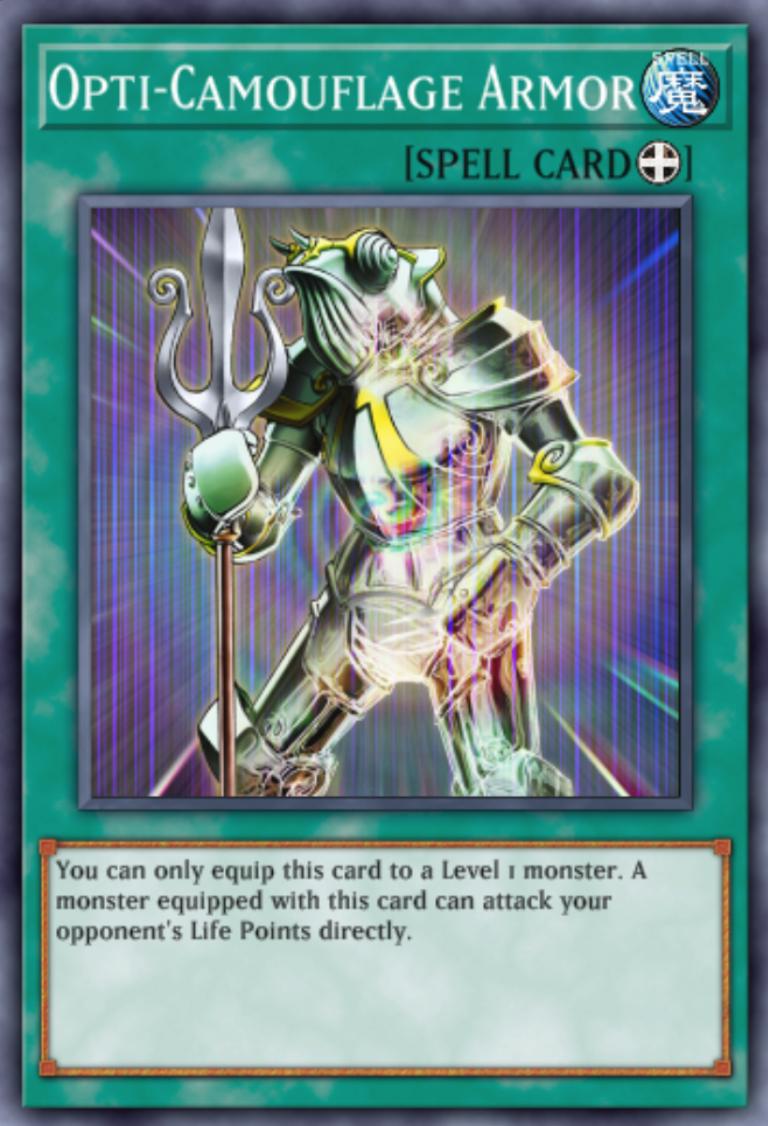 Opti-Camouflage Armor
SPELL
魔
[SPELL CARD]
You can only equip this card to a Level 1 monster. A
monster equipped with this card can attack your
opponent's Life Points directly.